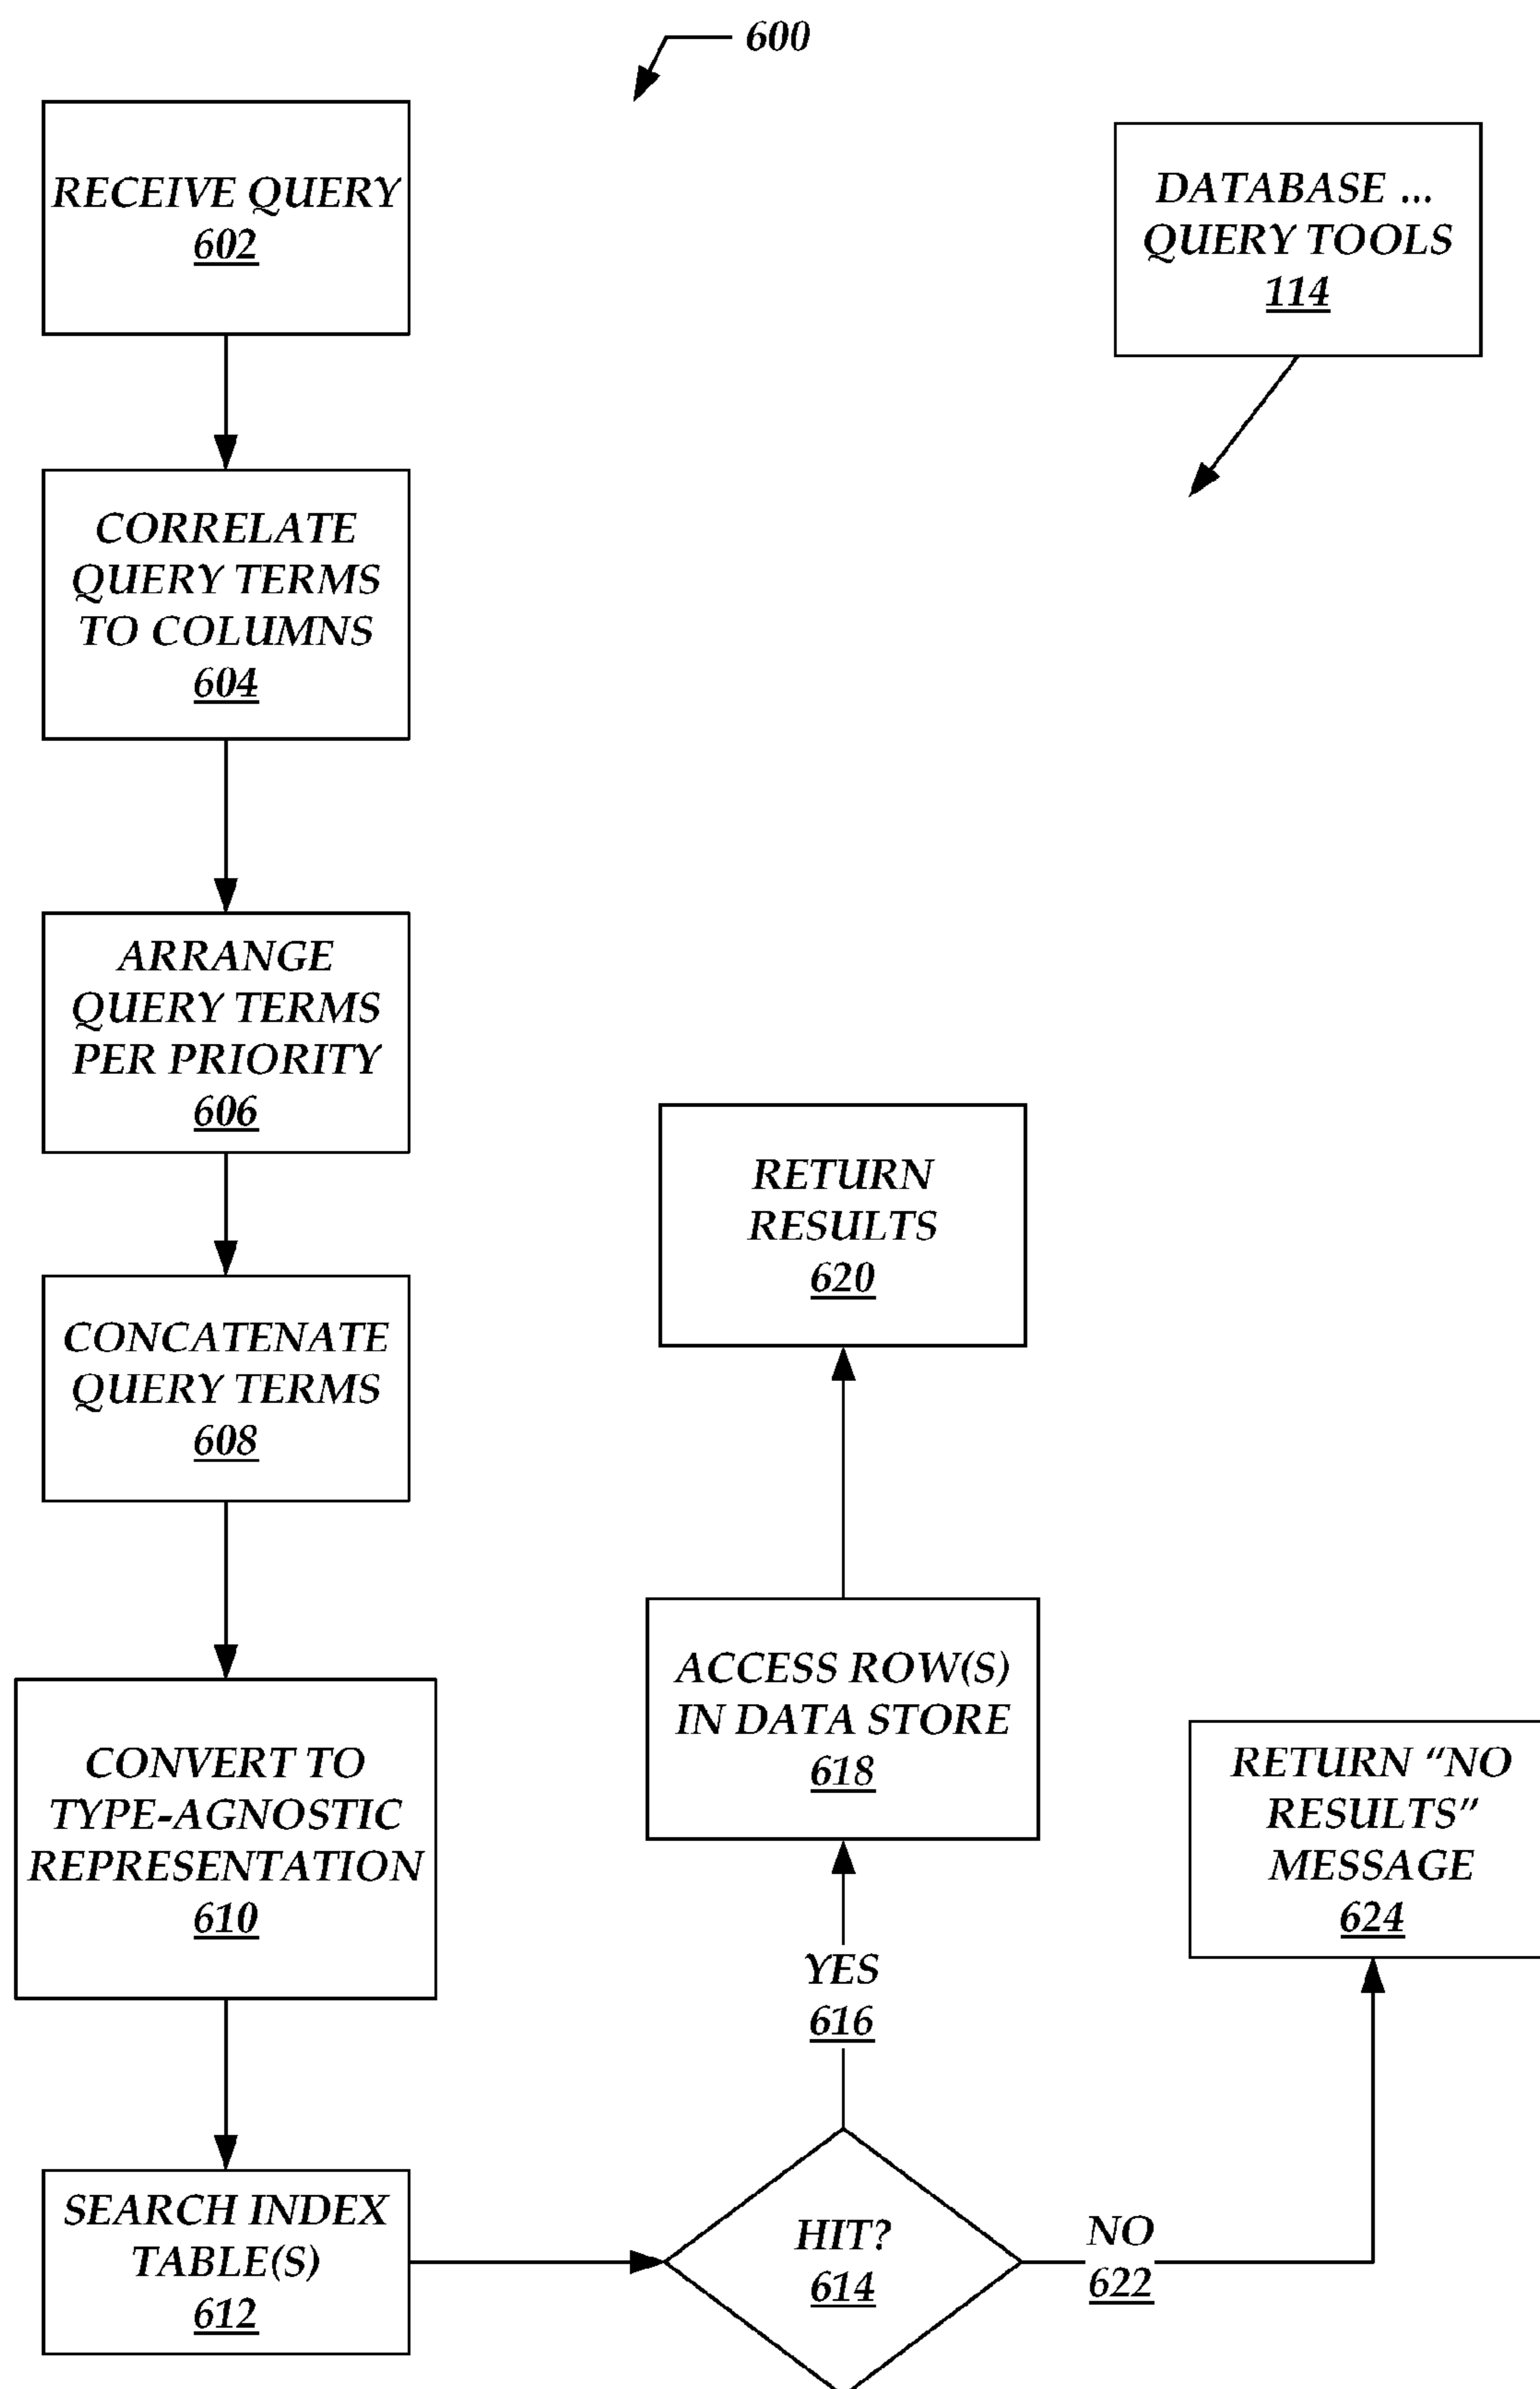 600
RECEIVE QUERY
602
DATABASE ...
QUERY TOOLS
114
CORRELATE
QUERY TERMS
TO COLUMNS
604
ARRANGE
QUERY TERMS
PER PRIORITY
606
CONCATENATE
QUERY TERMS
608
CONVERT TO
TYPE-AGNOSTIC
REPRESENTATION
610
SEARCH INDEX
TABLE(S)
612
HIT?
614
YES
616
ACCESS ROW(S)
IN DATA STORE
618
RETURN
RESULTS
620
NO
622
RETURN “NO
RESULTS”
MESSAGE
624